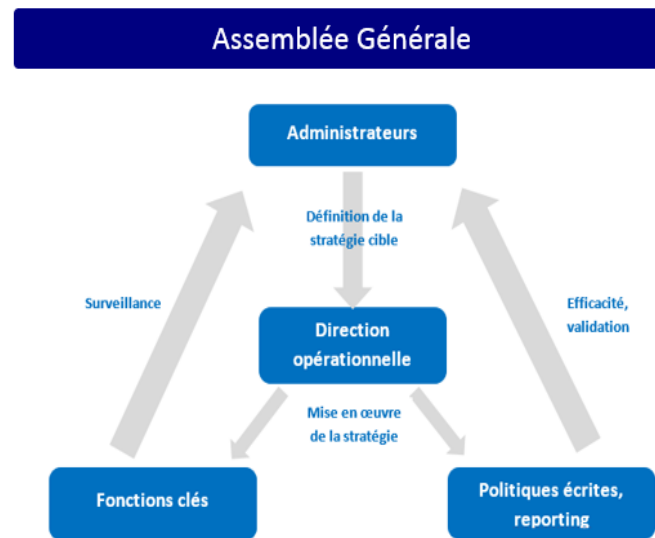 Assemblée Générale
Administrateurs
Définition de la
stratégie cible
Surveillance
Efficacité,
validation
Direction
opérationnelle
Mise en œuvre
de la stratégie
Fonctions clés
Politiques écrites,
reporting